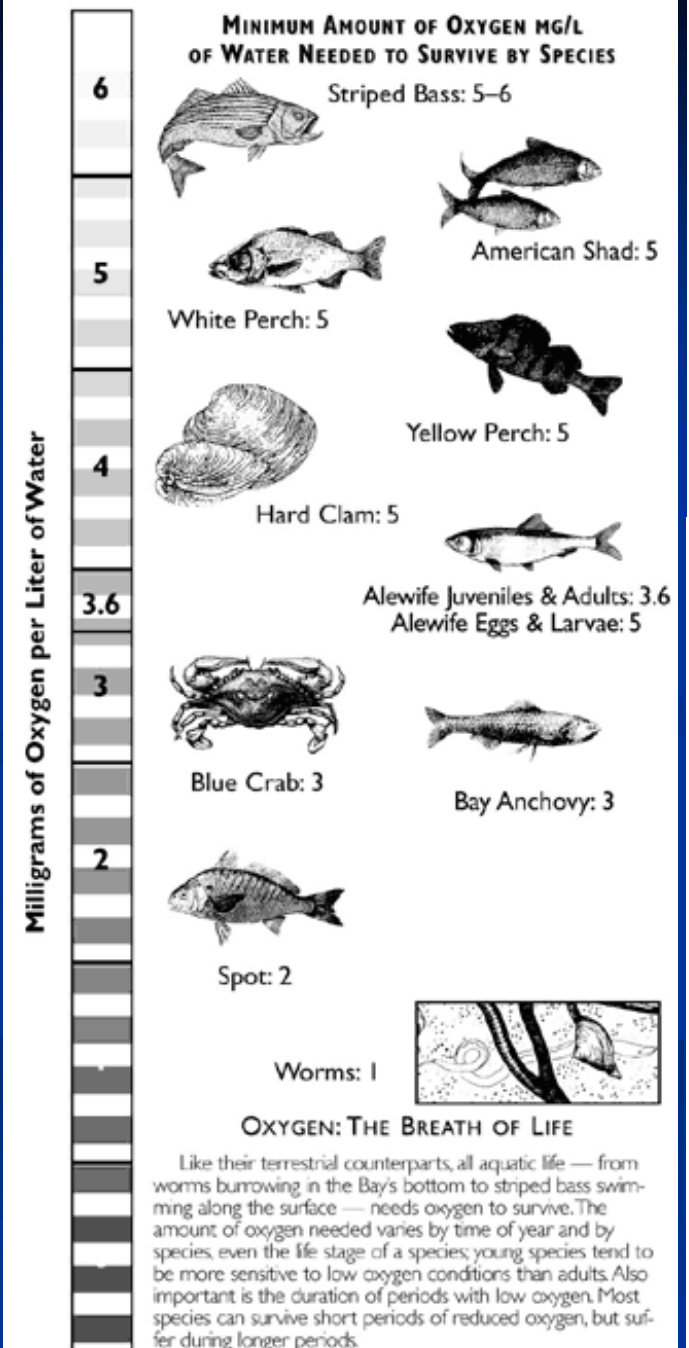 MINIMUM AMOUNT OF OXYGEN MG/L
OF WATER NEEDED TO SURVIVE BY SPECIES
6
Striped Bass: 5–6
American Shad: 5
5
White Perch: 5
Yellow Perch: 5
4
Hard Clam: 5
Milligrams of Oxygen per Liter of Water
3.6
Alewife Juveniles & Adults: 3.6
Alewife Eggs & Larvae: 5
3
Blue Crab: 3
Bay Anchovy: 3
2
Spot: 2
Worms: 1
OXYGEN: THE BREATH OF LIFE
Like their terrestrial counterparts, all aquatic life — from
worms burrowing in the Bay's bottom to striped bass swim-
ming along the surface — needs oxygen to survive. The
amount of oxygen needed varies by time of year and by
species, even the life stage of a species; young species tend to
be more sensitive to low oxygen conditions than adults. Also
important is the duration of periods with low oxygen. Most
species can survive short periods of reduced oxygen, but suf-
fer during longer periods.